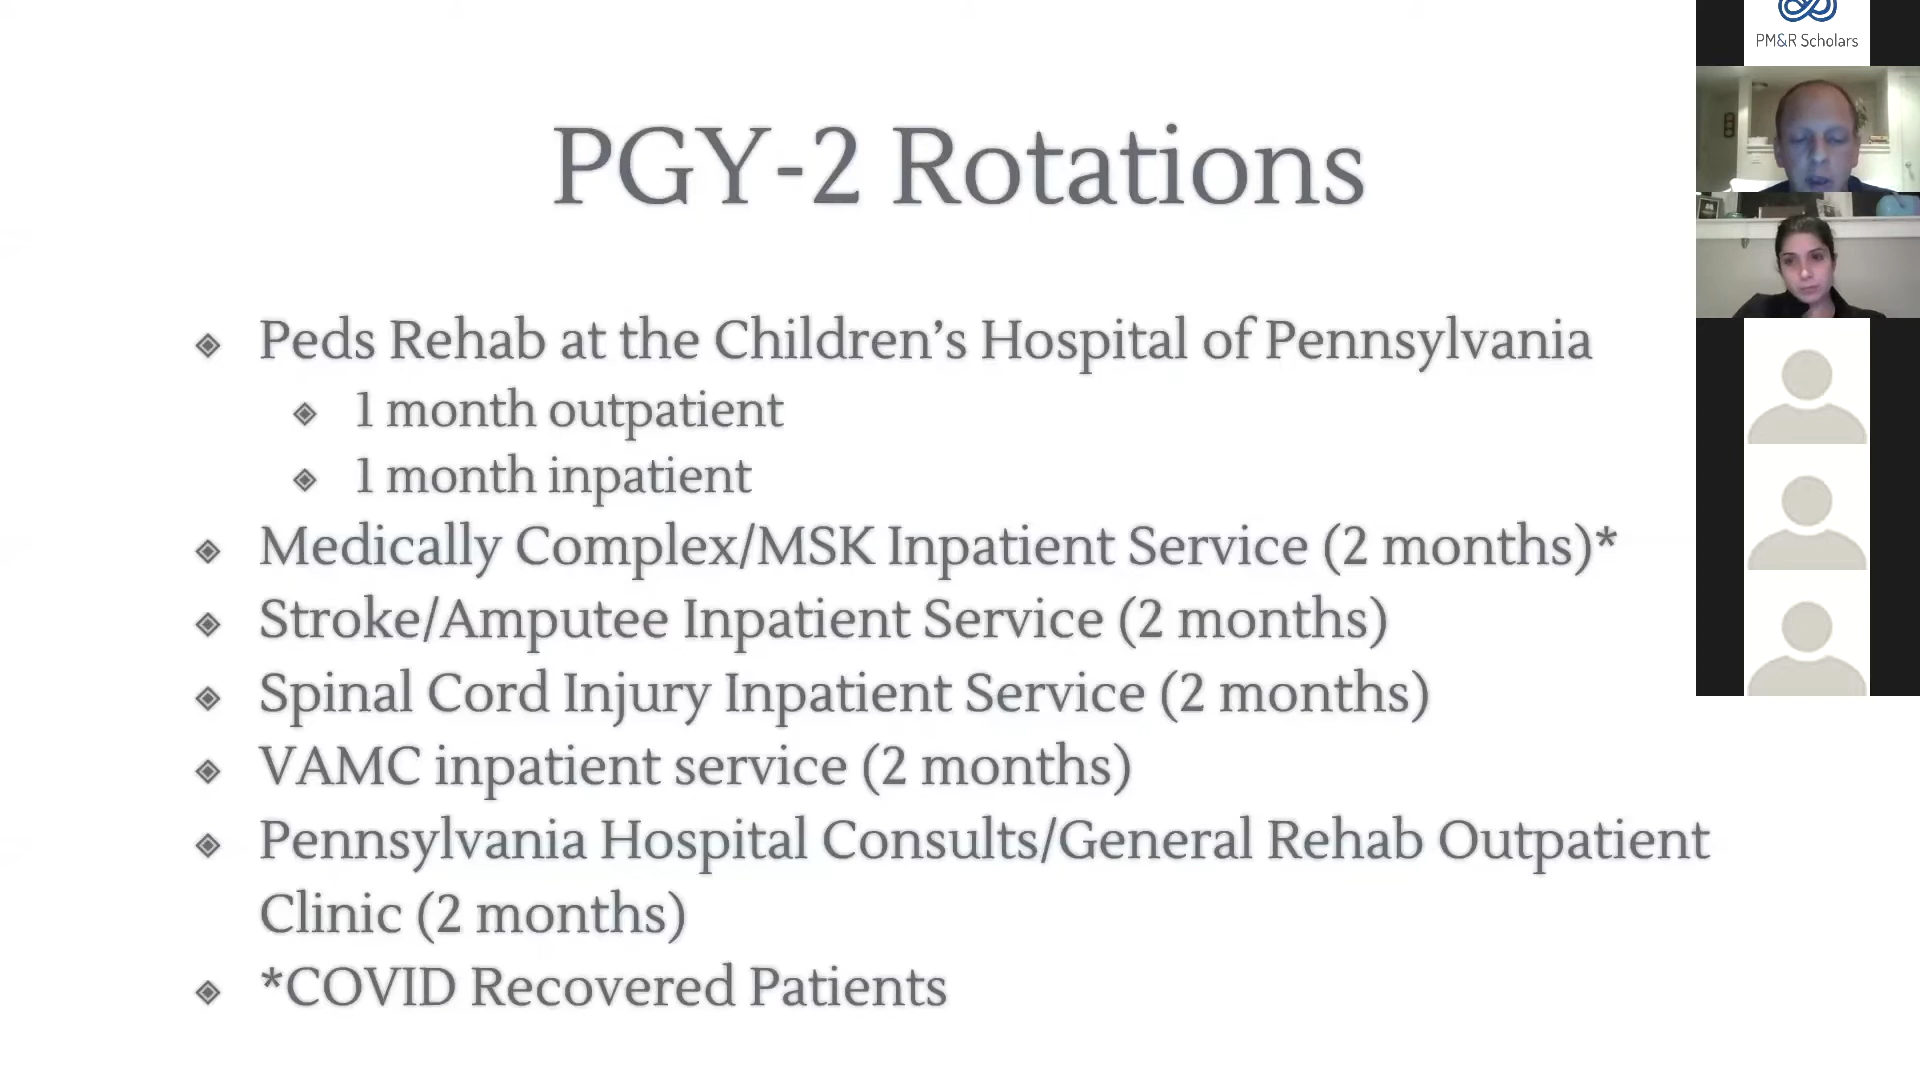 PGY-2 Rotations
Peds Rehab at the Children's Hospital of Pennsylvania
1 month outpatient
1 month inpatient
Medically Complex/MSK Inpatient Service (2 months)*
Stroke/Amputee Inpatient Service (2 months)
Spinal Cord Injury Inpatient Service (2 months)
VAMC inpatient service (2 months)
Pennsylvania Hospital Consults/General Rehab Outpatient
Clinic (2 months)
*COVID Recovered Patients
PM&R Scholars